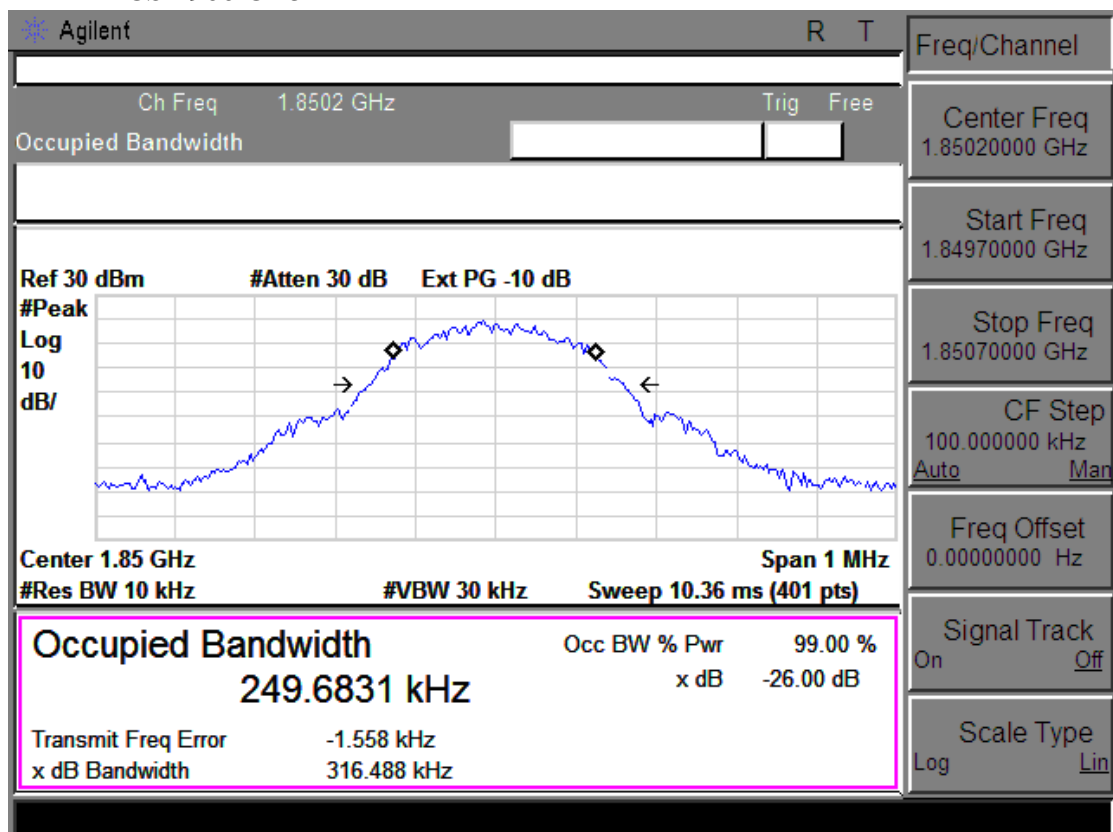 Agilent R T
Ch Freq 1.8502 GHz Trig Free
Occupied Bandwidth
Ref 30 dBm #Atten 30 dB Ext PG -10 dB
#Peak
Log
10
dB/
Center 1.85 GHz Span 1 MHz
#Res BW 10 kHz #VBW 30 kHz Sweep 10.36 ms (401 pts)
Occupied Bandwidth Occ BW % Pwr 99.00 %
249.6831 kHz x dB -26.00 dB
Transmit Freq Error -1.558 kHz
x dB Bandwidth 316.488 kHz
Freq/Channel
Center Freq
1.85020000 GHz
Start Freq
1.84970000 GHz
Stop Freq
1.85070000 GHz
CF Step
100.000000 kHz
Auto Man
Freq Offset
0.00000000 Hz
Signal Track
On Off
Scale Type
Log Lin